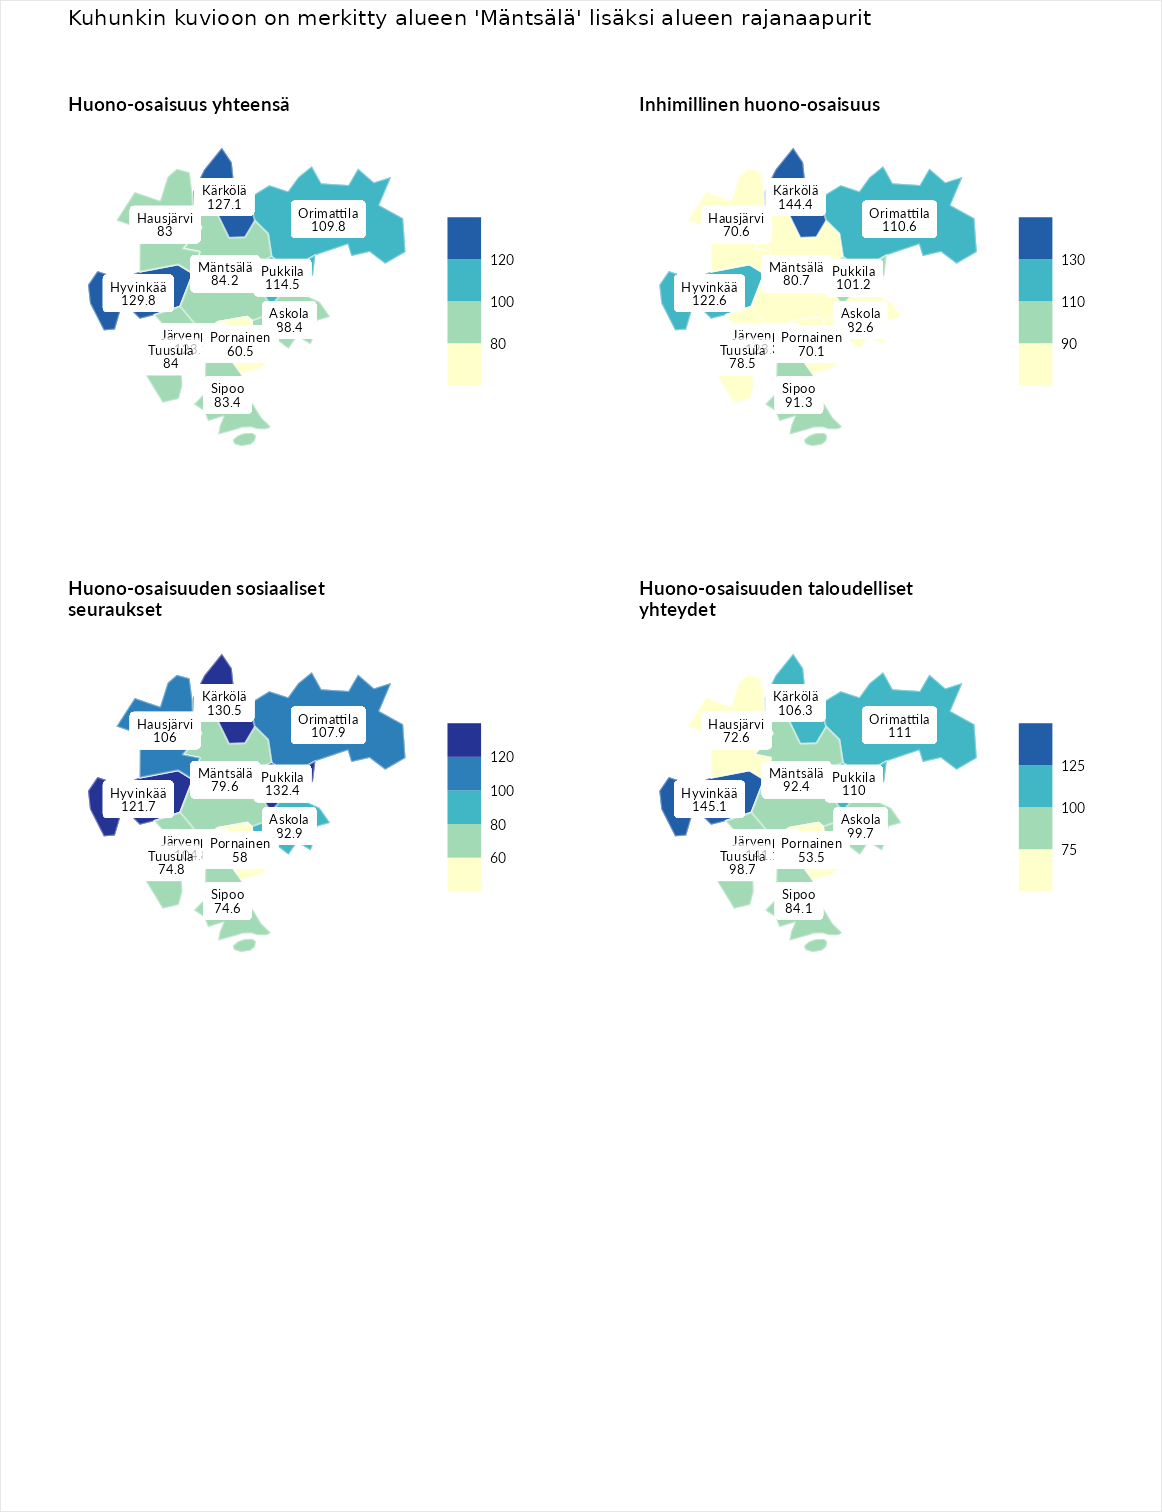 Kuhunkin kuvioon on merkitty alueen 'Mäntsälä' lisäksi alueen rajanaapurit
Huono-osaisuus yhteensä
Kärkölä
127.1
Hausjärvi
83
Orimattila
109.8
Mäntsälä
84.2
Pukkila
114.5
Hyvinkää
129.8
Askola
88.4
Pornainen
60.5
Tuusula
84
Sipoo
83.4
120
100
80
Inhimillinen huono-osaisuus
Kärkölä
144.4
Hausjärvi
70.6
Orimattila
110.6
Mäntsälä
80.7
Pukkila
101.2
Hyvinkää
122.6
Askola
82.6
Pornainen
70.1
Tuusula
78.5
Sipoo
91.3
130
110
90
Huono-osaisuuden sosiaaliset
seuraukset
Kärkölä
130.5
Hausjärvi
106
Orimattila
107.9
Mäntsälä
79.6
Pukkila
132.4
Hyvinkää
121.7
Askola
82.9
Pornainen
58
Tuusula
74.8
Sipoo
74.6
120
100
80
60
Huono-osaisuuden taloudelliset
yhteydet
Kärkölä
106.3
Hausjärvi
72.6
Orimattila
111
Mäntsälä
92.4
Pukkila
110
Hyvinkää
145.1
Askola
99.7
Pornainen
53.5
Tuusula
98.7
Sipoo
84.1
125
100
75